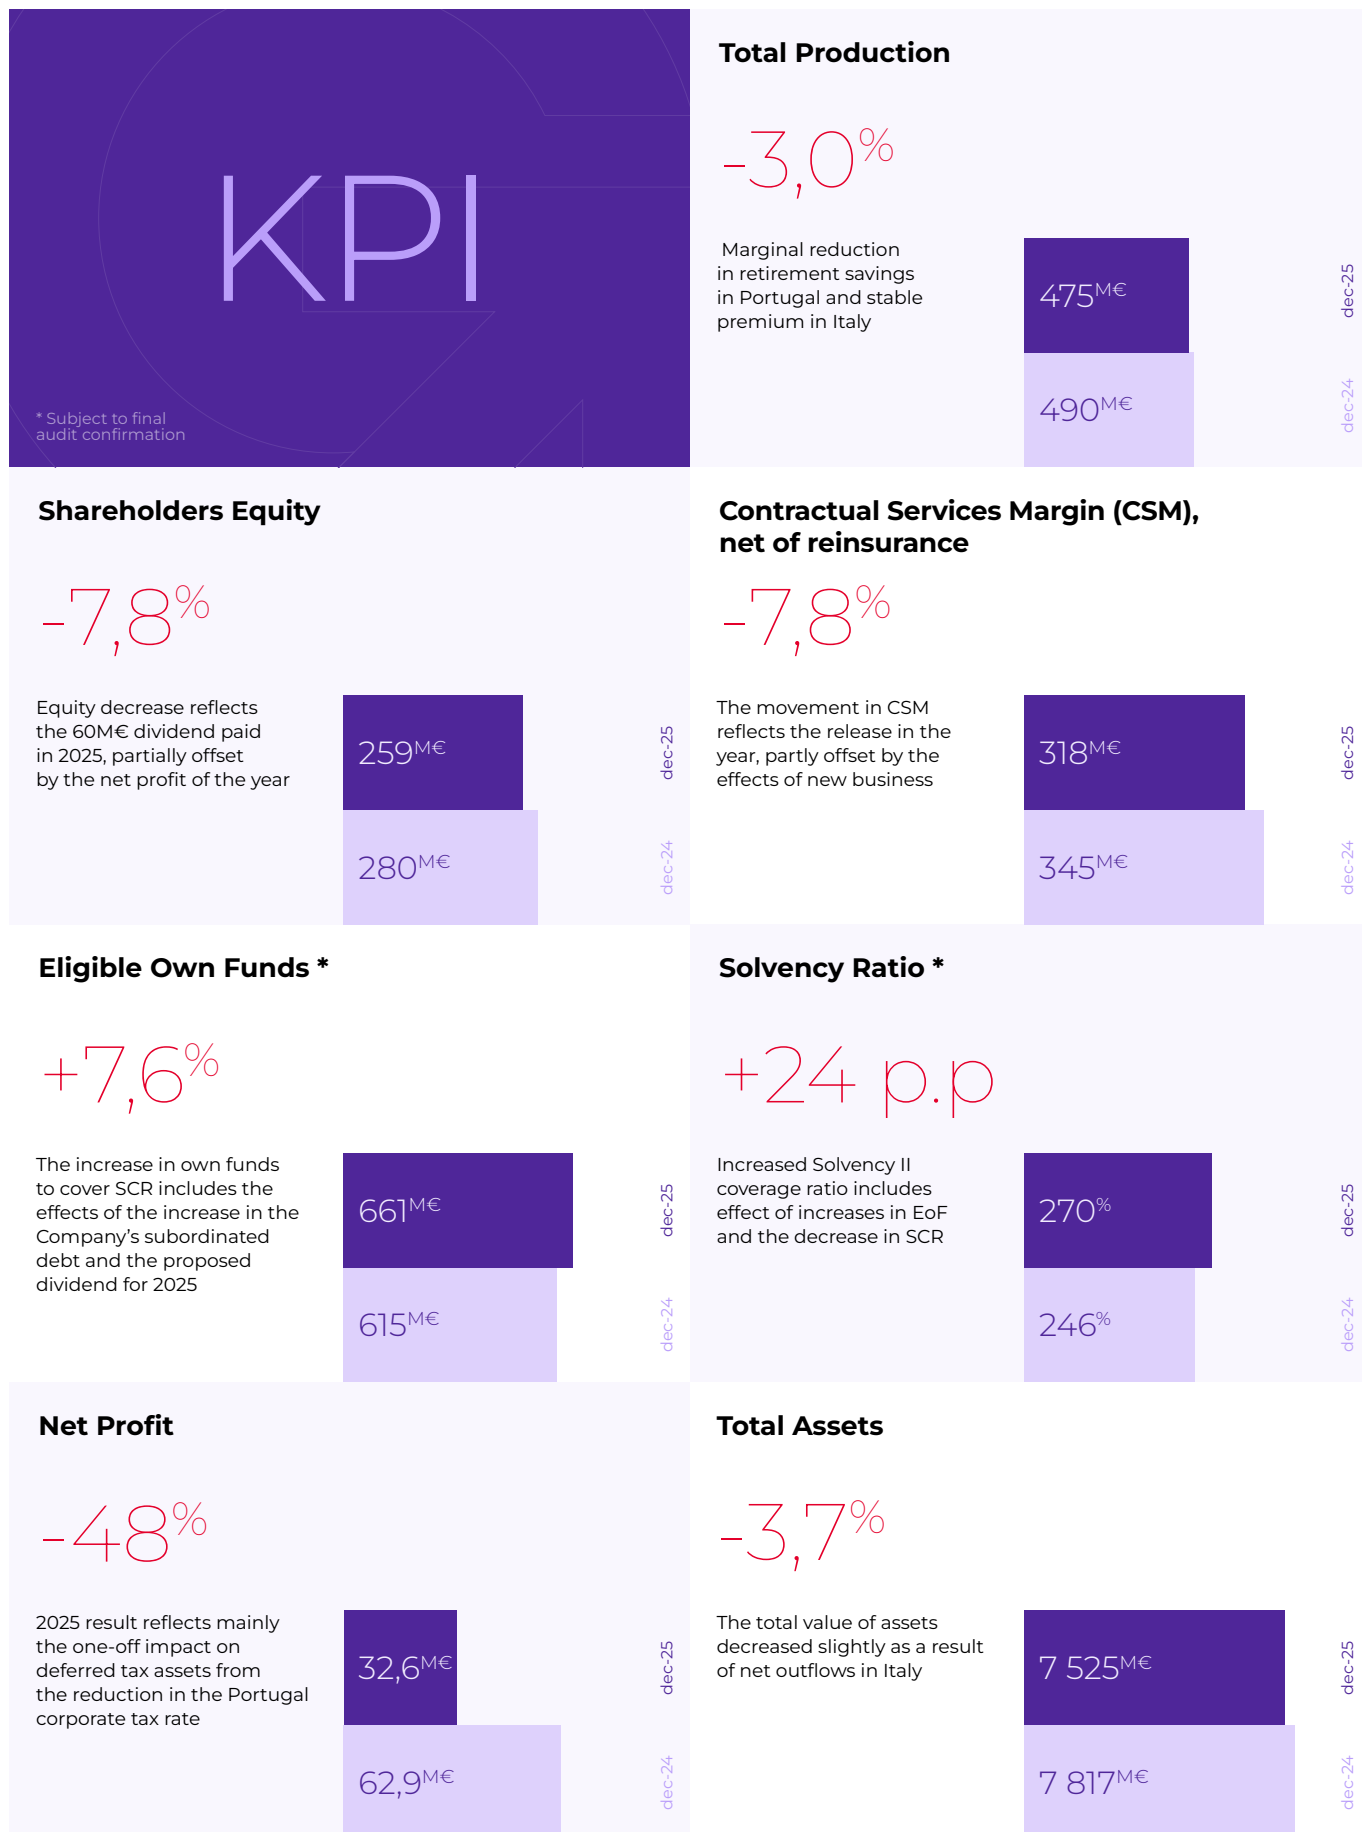 KPI
* Subject to final
audit confirmation
Total Production
-3,0%
Marginal reduction
in retirement savings
in Portugal and stable
premium in Italy
475M€
dec-25
490M€
dec-24
Shareholders Equity
-7,8%
Equity decrease reflects
the 60M€ dividend paid
in 2025, partially offset
by the net profit of the year
259M€
dec-25
280M€
dec-24
Contractual Services Margin (CSM),
net of reinsurance
-7,8%
The movement in CSM
reflects the release in the
year, partly offset by the
effects of new business
318M€
dec-25
345M€
dec-24
Eligible Own Funds *
+7,6%
The increase in own funds
to cover SCR includes the
effects of the increase in the
Company’s subordinated
debt and the proposed
dividend for 2025
661M€
dec-25
615M€
dec-24
Solvency Ratio *
+24 p.p
Increased Solvency II
coverage ratio includes
effect of increases in EoF
and the decrease in SCR
270%
dec-25
246%
dec-24
Net Profit
-48%
2025 result reflects mainly
the one-off impact on
deferred tax assets from
the reduction in the Portugal
corporate tax rate
32,6M€
dec-25
62,9M€
dec-24
Total Assets
-3,7%
The total value of assets
decreased slightly as a result
of net outflows in Italy
7 525M€
dec-25
7 817M€
dec-24